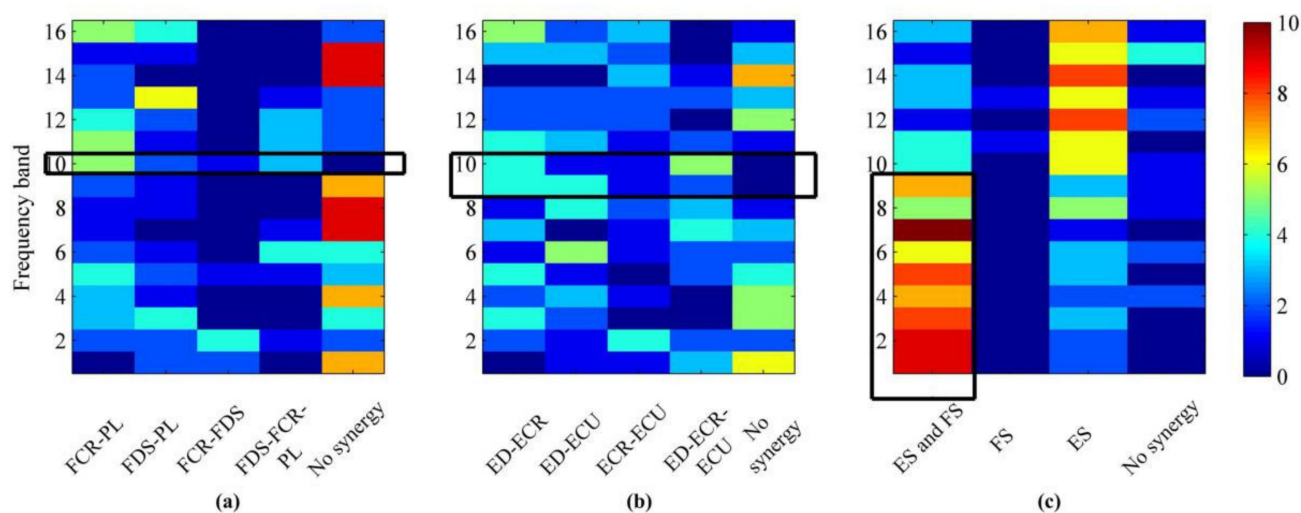 Frequency band
16
14
12
10
8
6
4
2
FCR-PL
FDS-PL
FCR-FDS
FDS-FCR-
PL
No synergy
(a)
16
14
12
10
8
6
4
2
ED-ECR
ED-ECU
ECR-ECU
ED-ECR-
ECU
No
synergy
(b)
16
14
12
10
8
6
4
2
ES and FS
FS
ES
No synergy
(c)
10
8
6
4
2
0